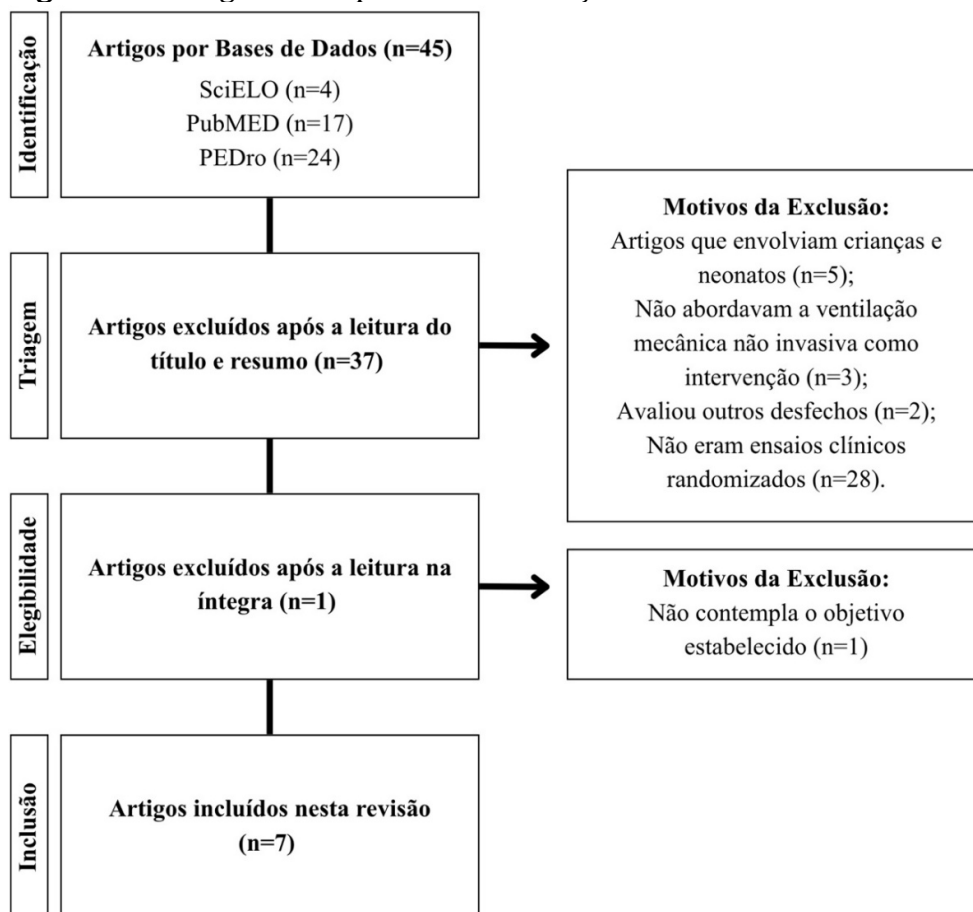 Identificação
Artigos por Bases de Dados (n=45)
SciELO (n=4)
PubMED (n=17)
PEDro (n=24)
Triagem
Artigos excluídos após a leitura do
título e resumo (n=37)
Motivos da Exclusão:
Artigos que envolviam crianças e
neonatos (n=5);
Não abordavam a ventilação
mecânica não invasiva como
intervenção (n=3);
Avaliou outros desfechos (n=2);
Não eram ensaios clínicos
randomizados (n=28).
Elegibilidade
Artigos excluídos após a leitura na
íntegra (n=1)
Motivos da Exclusão:
Não contempla o objetivo
estabelecido (n=1)
Inclusão
Artigos incluídos nesta revisão
(n=7)